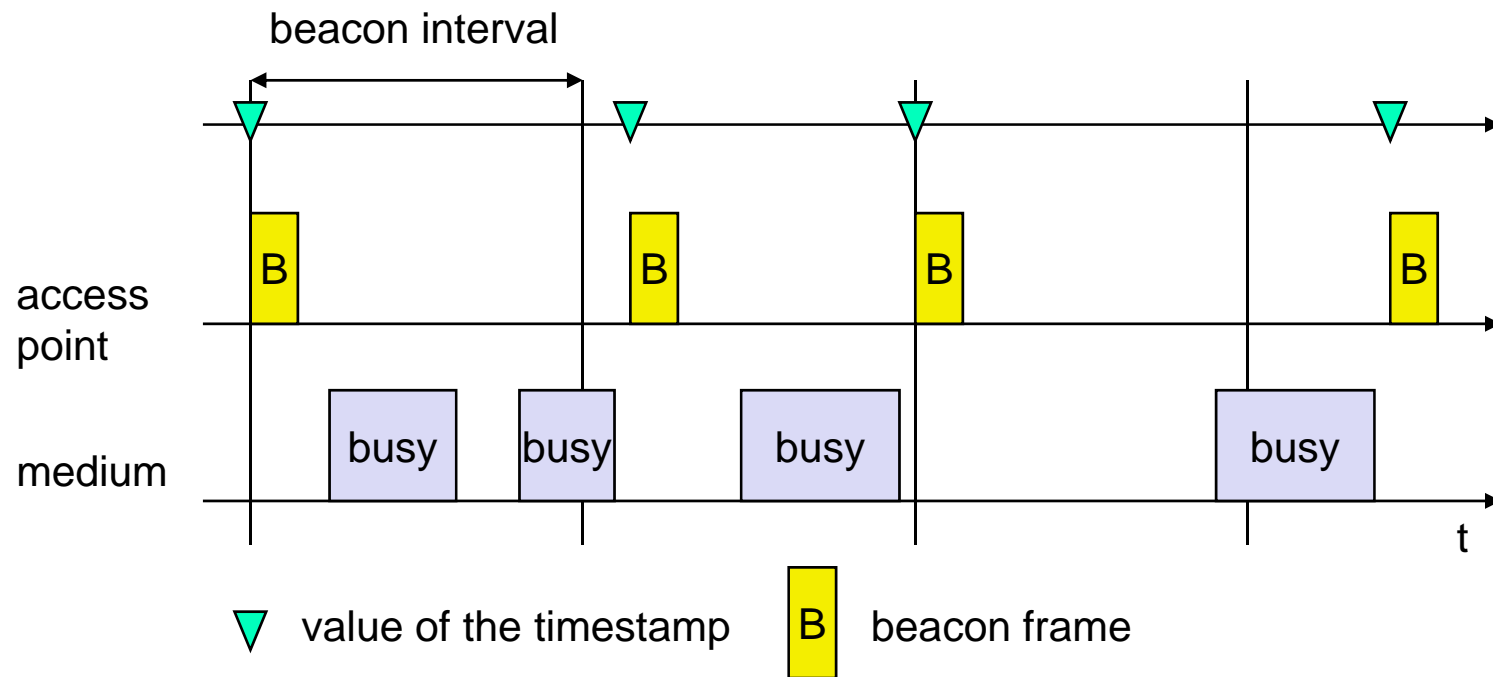 beacon interval
B
B
B
B
access
point
busy
busy
busy
busy
medium
t
value of the timestamp
B
beacon frame